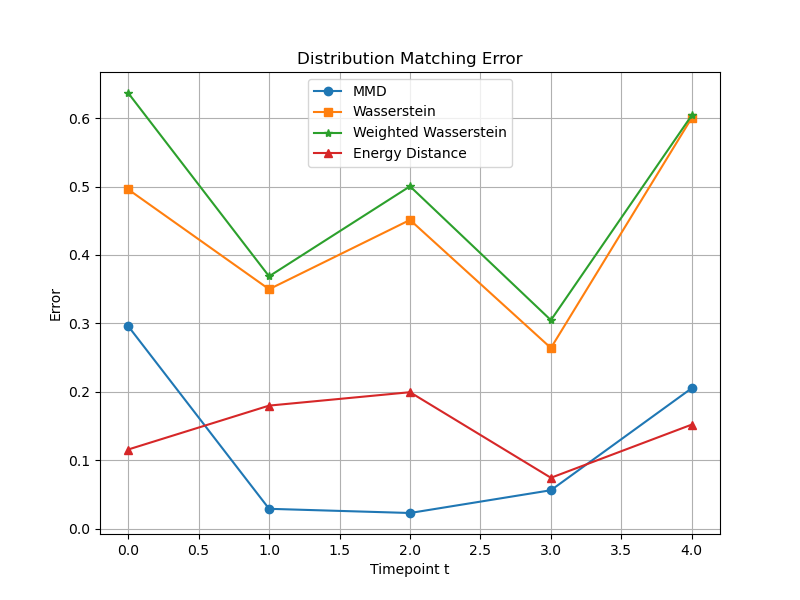 Distribution Matching Error
MMD
Wasserstein
Weighted Wasserstein
Energy Distance
Error
0.6
0.5
0.4
0.3
0.2
0.1
0.0
0.0 0.5 1.0 1.5 2.0 2.5 3.0 3.5 4.0
Timepoint t